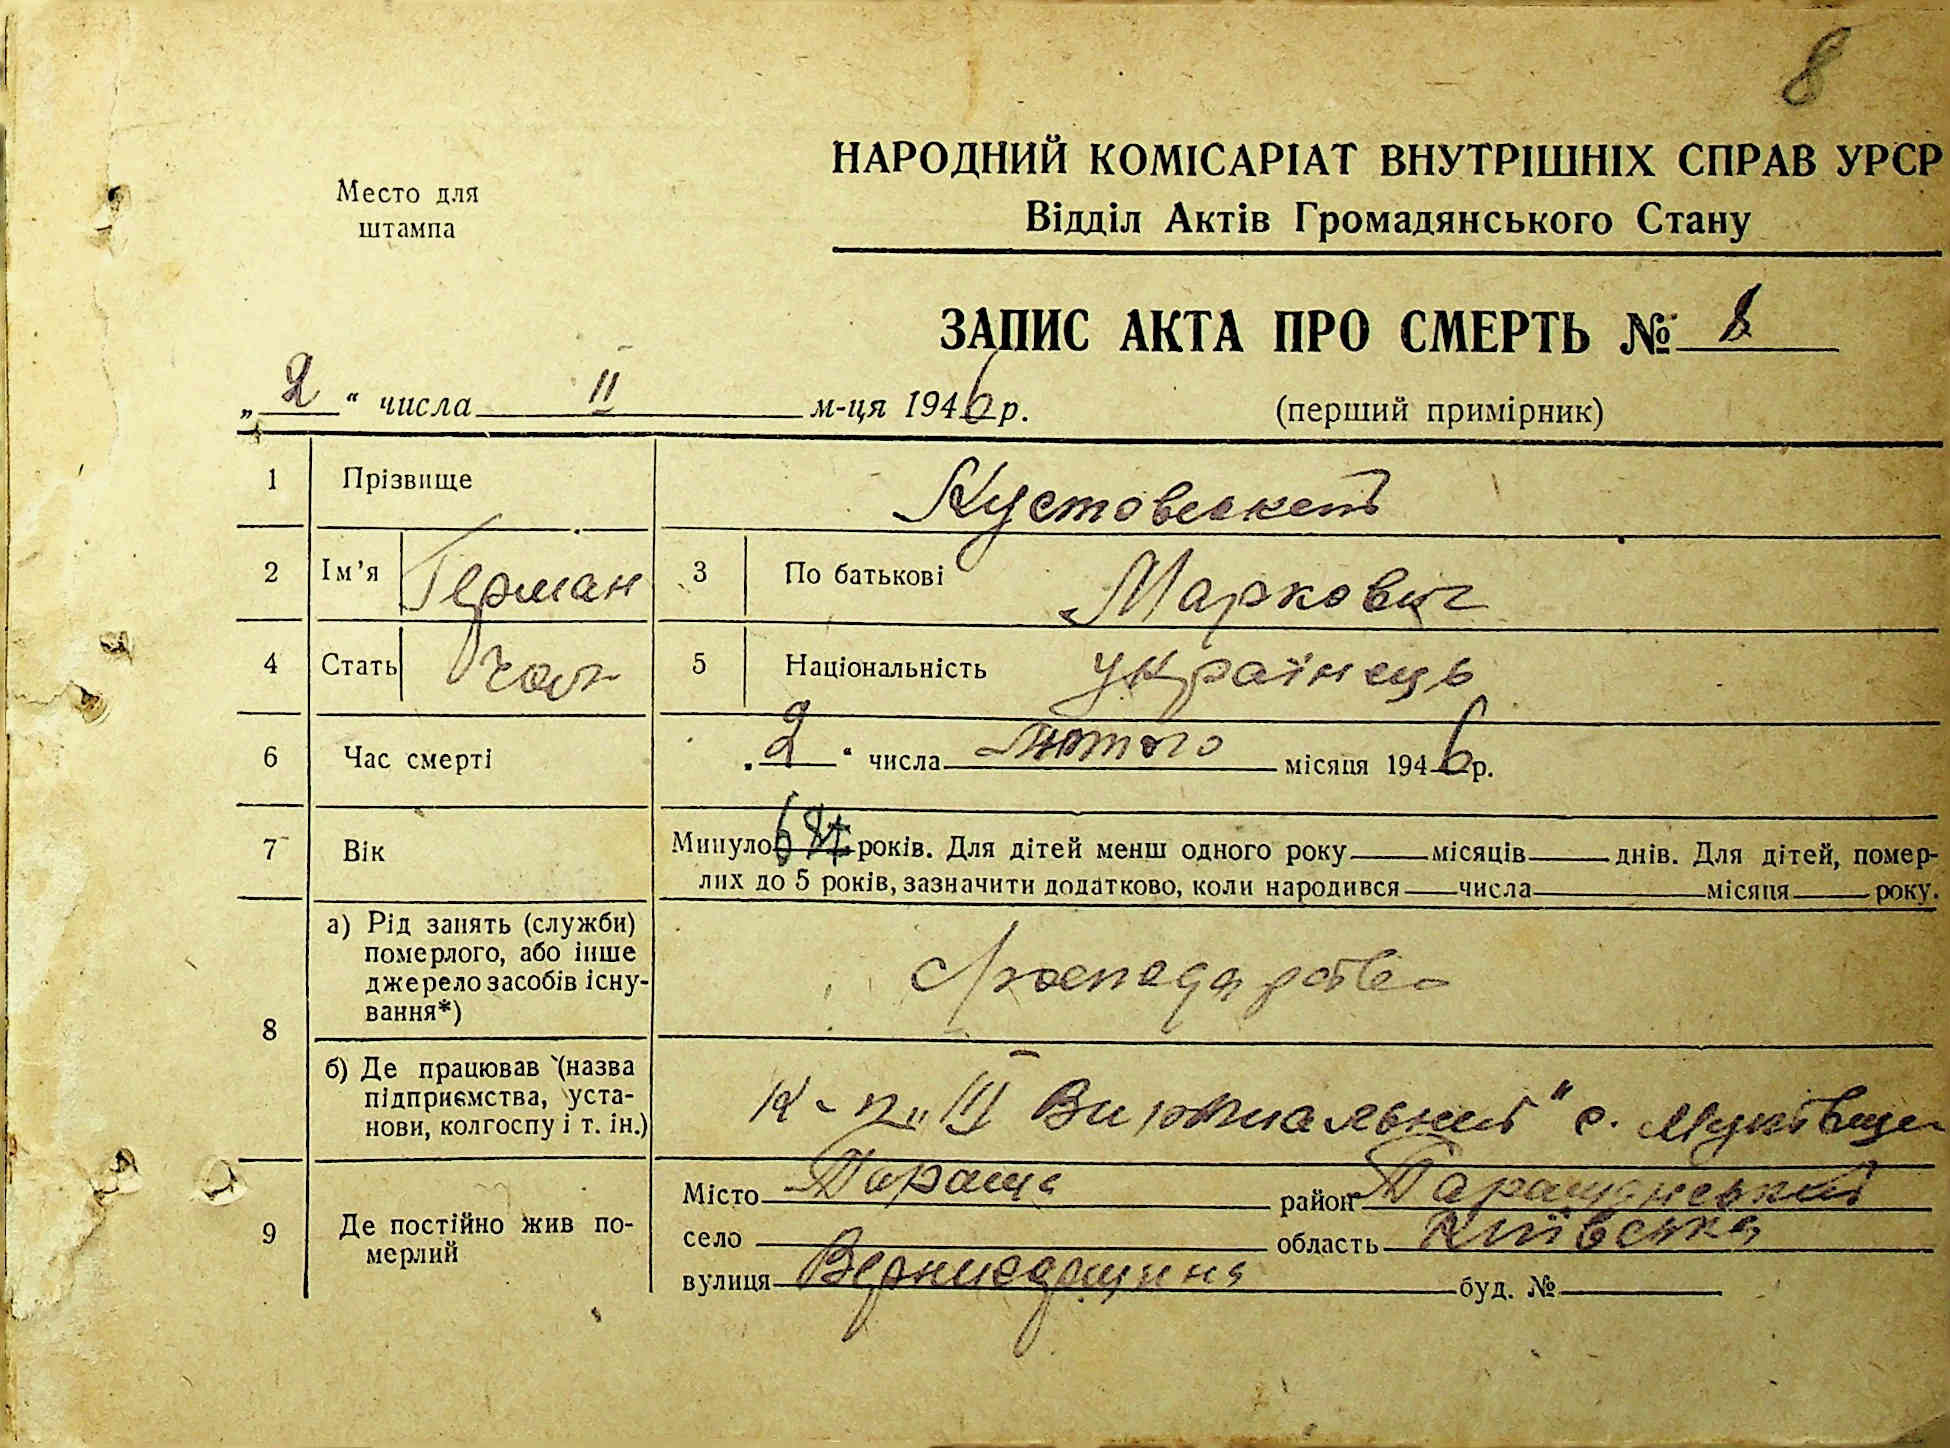 8
Место для
штампа
НАРОДНИЙ КОМІСАРІАТ ВНУТРІШНІХ СПРАВ УРСР
Відділ Актів Громадянського Стану
ЗАПИС АКТА ПРО СМЕРТЬ № 8
„ 2 “ числа II м-ця 1946 р.
(перший примірник)
1 Прізвище
2 Ім’я Герман 3 По батькові Маркович
4 Стать чол 5 Національність українець
6 Час смерті „ 2 “ числа лютого місяця 1946 р.
7 Вік Минуло років. Для дітей менш одного року місяців днів. Для дітей, помер-
лих до 5 років, зазначити додатково, коли народився числа місяця року.
8 а) Рід занять (служби)
померлого, або інше
джерело засобів існу-
вання*)
б) Де працював (назва
підприємства, уста-
нови, колгоспу і т. ін.)
К-п „III Вирішальний" с.
9 Де постійно жив по-
мерлий
Місто Тараща район Таращанський
село область Київська
вулиця буд. №